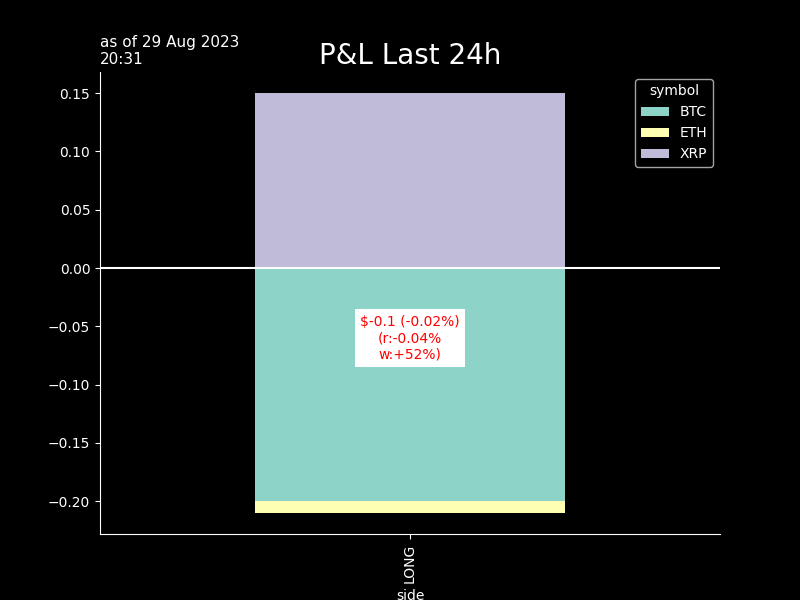 as of 29 Aug 2023
20:31
P&L Last 24h
symbol
BTC
ETH
XRP
0.15
0.10
0.05
0.00
−0.05
−0.10
−0.15
−0.20
$-0.1 (-0.02%)
(r:-0.04%
w:+52%)
LONG
side